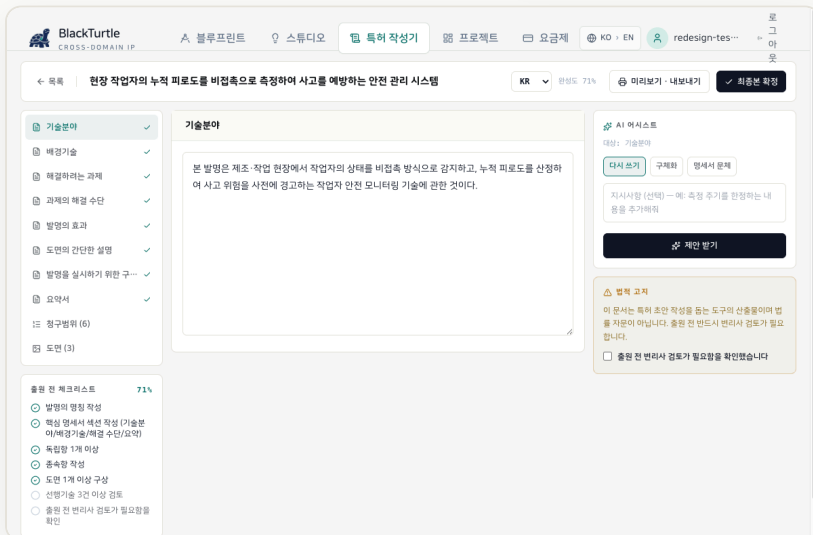 BlackTurtle
CROSS-DOMAIN IP
블루프린트
스튜디오
특허 작성기
프로젝트
요금제
KO › EN
redesign-tes…
로그아웃
← 목록
현장 작업자의 누적 피로도를 비접촉으로 측정하여 사고를 예방하는 안전 관리 시스템
KR
완성도 71%
미리보기 · 내보내기
최종본 확정
기술분야
배경기술
해결하려는 과제
과제의 해결 수단
발명의 효과
도면의 간단한 설명
발명을 실시하기 위한 구…
요약서
청구범위 (6)
도면 (3)
출원 전 체크리스트 71%
발명의 명칭 작성
핵심 명세서 섹션 작성 (기술분
야/배경기술/해결 수단/요약)
독립항 1개 이상
종속항 작성
도면 1개 이상 구상
선행기술 3건 이상 검토
출원 전 변리사 검토가 필요함을
확인
기술분야
본 발명은 제조·작업 현장에서 작업자의 상태를 비접촉 방식으로 감지하고, 누적 피로도를 산정하
여 사고 위험을 사전에 경고하는 작업자 안전 모니터링 기술에 관한 것이다.
AI 어시스트
대상: 기술분야
다시 쓰기
구체화
명세서 문체
지시사항 (선택) — 예: 측정 주기를 한정하는 내
용을 추가해줘
제안 받기
법적 고지
이 문서는 특허 초안 작성을 돕는 도구의 산출물이며 법
률 자문이 아닙니다. 출원 전 반드시 변리사 검토가 필요
합니다.
출원 전 변리사 검토가 필요함을 확인했습니다